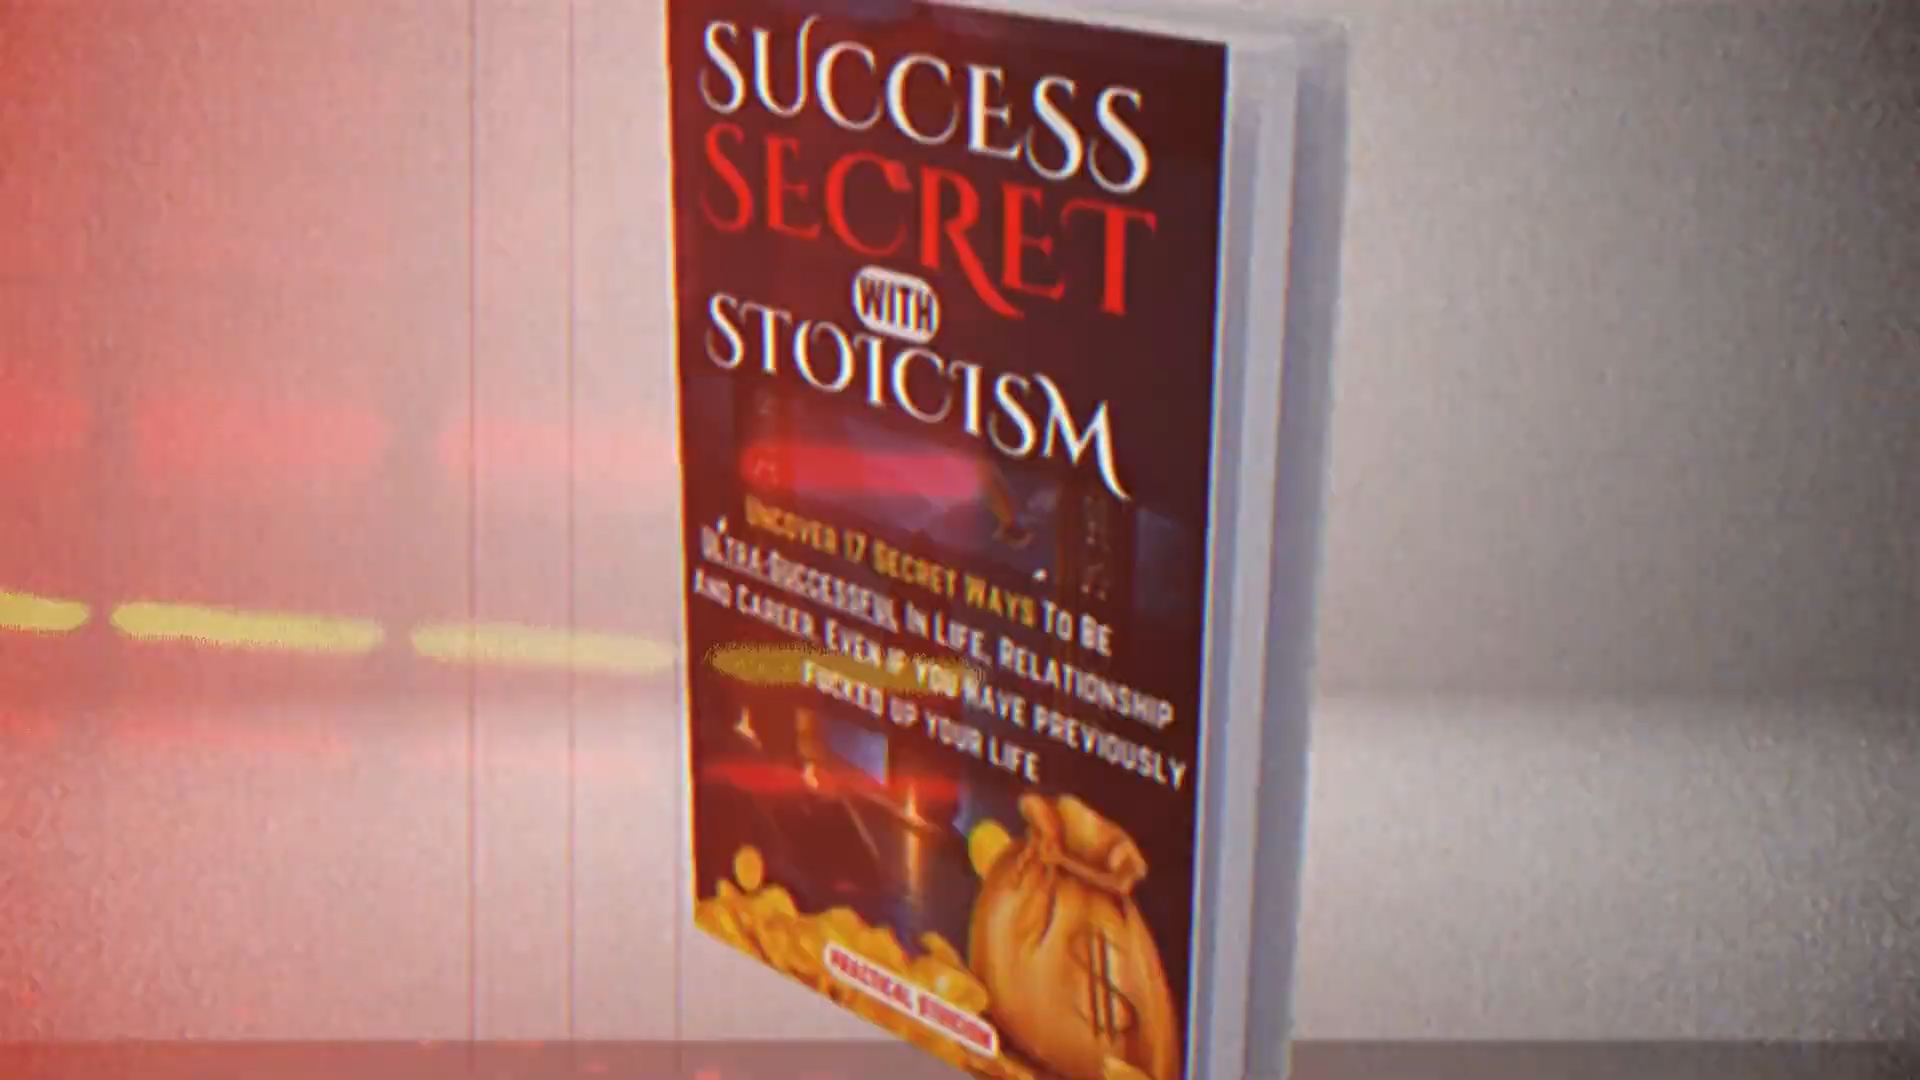 SUCCESS
SECRET
WITH
STOICISM
UNCOVER 17 SECRET WAYS TO BE
ULTRA-SUCCESSFUL IN LIFE, RELATIONSHIP
AND CAREER, EVEN IF YOU HAVE PREVIOUSLY
FUCKED UP YOUR LIFE
PRACTICAL STOICISM